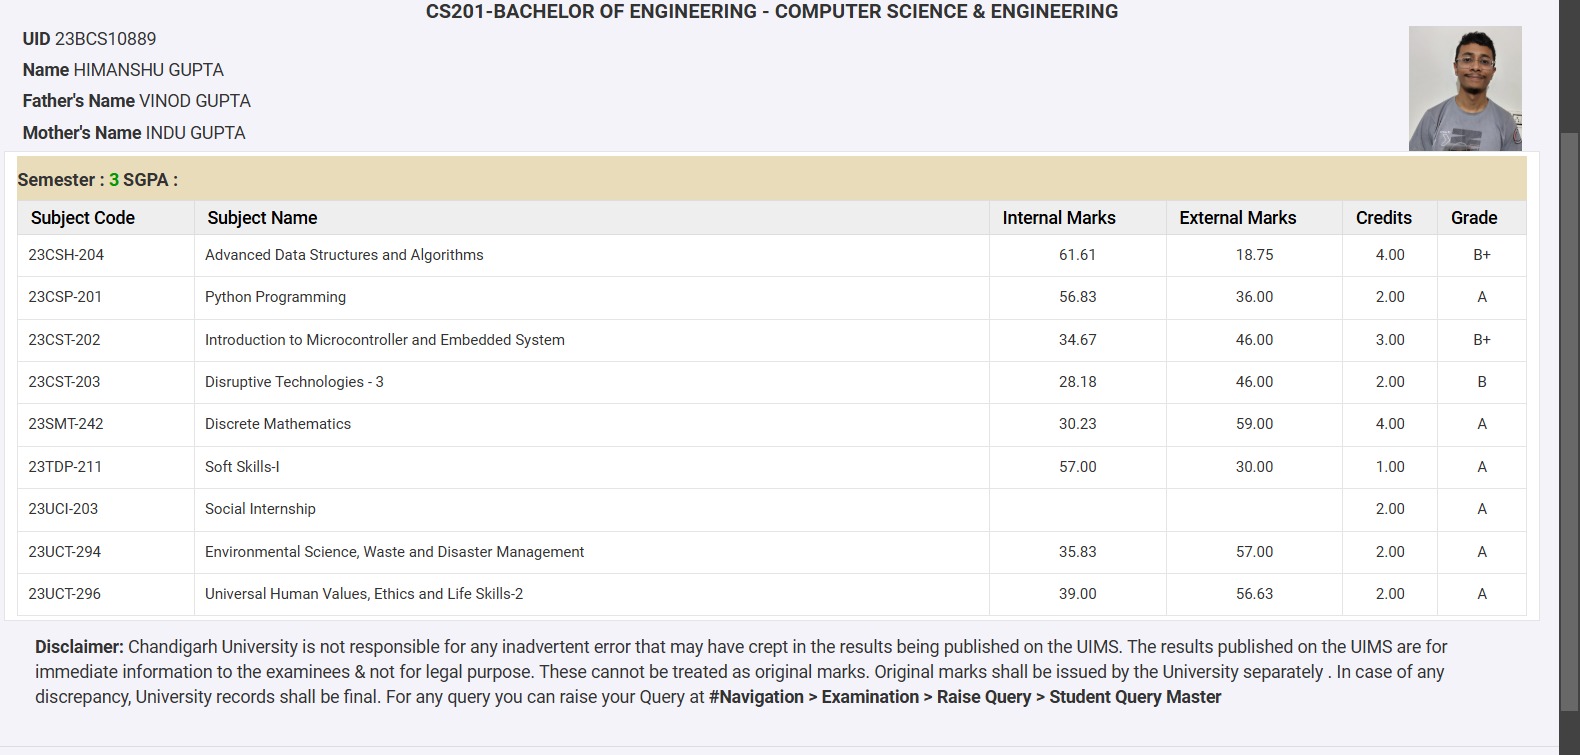 CS201-BACHELOR OF ENGINEERING - COMPUTER SCIENCE & ENGINEERING
UID 23BCS10889
Name HIMANSHU GUPTA
Father's Name VINOD GUPTA
Mother's Name INDU GUPTA
Semester : 3 SGPA :
Subject Code Subject Name Internal Marks External Marks Credits Grade
23CSH-204 Advanced Data Structures and Algorithms 61.61 18.75 4.00 B+
23CSP-201 Python Programming 56.83 36.00 2.00 A
23CST-202 Introduction to Microcontroller and Embedded System 34.67 46.00 3.00 B+
23CST-203 Disruptive Technologies - 3 28.18 46.00 2.00 B
23SMT-242 Discrete Mathematics 30.23 59.00 4.00 A
23TDP-211 Soft Skills-I 57.00 30.00 1.00 A
23UCI-203 Social Internship 2.00 A
23UCT-294 Environmental Science, Waste and Disaster Management 35.83 57.00 2.00 A
23UCT-296 Universal Human Values, Ethics and Life Skills-2 39.00 56.63 2.00 A
Disclaimer: Chandigarh University is not responsible for any inadvertent error that may have crept in the results being published on the UIMS. The results published on the UIMS are for
immediate information to the examinees & not for legal purpose. These cannot be treated as original marks. Original marks shall be issued by the University separately . In case of any
discrepancy, University records shall be final. For any query you can raise your Query at #Navigation > Examination > Raise Query > Student Query Master